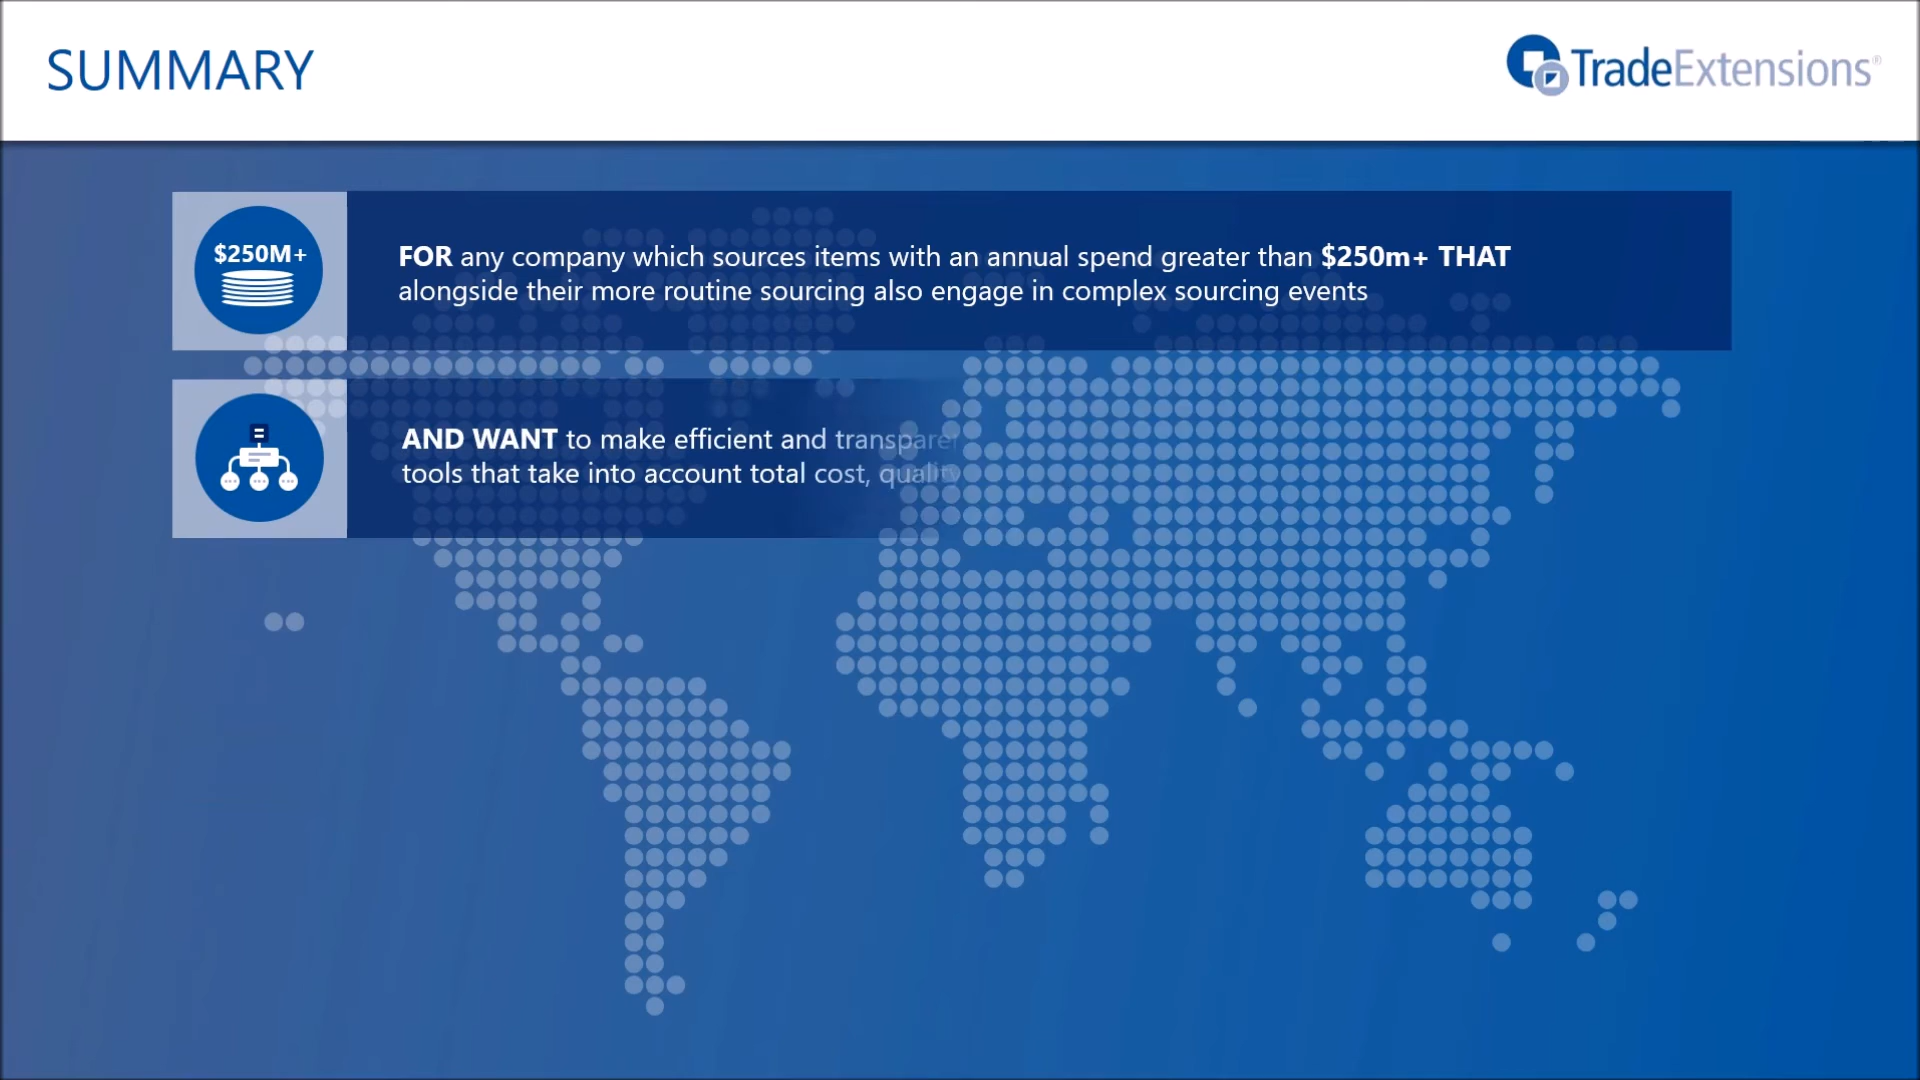 SUMMARY
TradeExtensions®
$250M+
FOR any company which sources items with an annual spend greater than $250m+ THAT
alongside their more routine sourcing also engage in complex sourcing events
AND WANT to make efficient and
tools that take into account total cost, quality